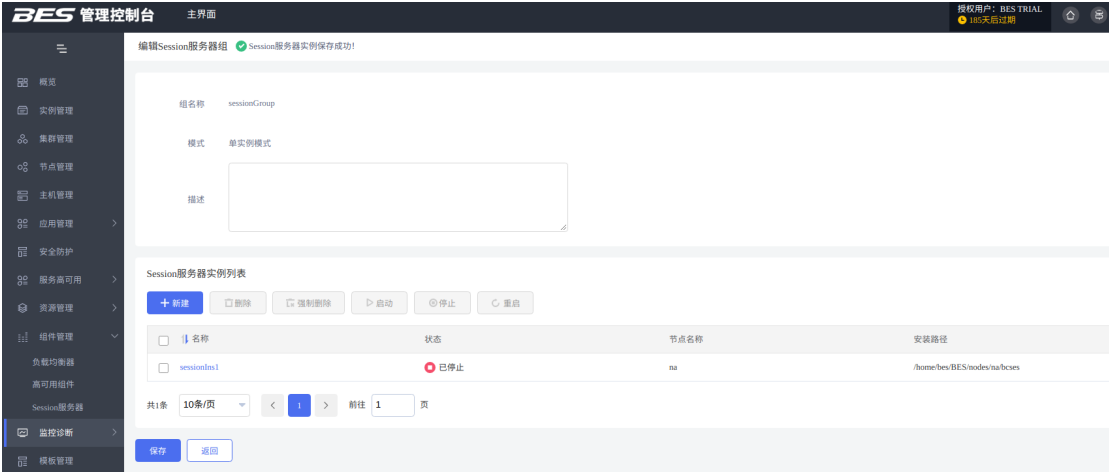 BES 管理控制台
主界面
授权用户：BES TRIAL
185天后过期
编辑Session服务器组
Session服务器实例保存成功!
概览
实例管理
集群管理
节点管理
主机管理
应用管理
安全防护
服务高可用
资源管理
组件管理
负载均衡器
高可用组件
Session服务器
监控诊断
模板管理
组名称 sessionGroup
模式 单实例模式
描述
Session服务器实例列表
新建 删除 强制删除 启动 停止 重启
名称 状态 节点名称 安装路径
sessionIns1 已停止 na /home/bes/BES/nodes/na/bcses
共1条 10条/页 1 前往 1 页
保存 返回